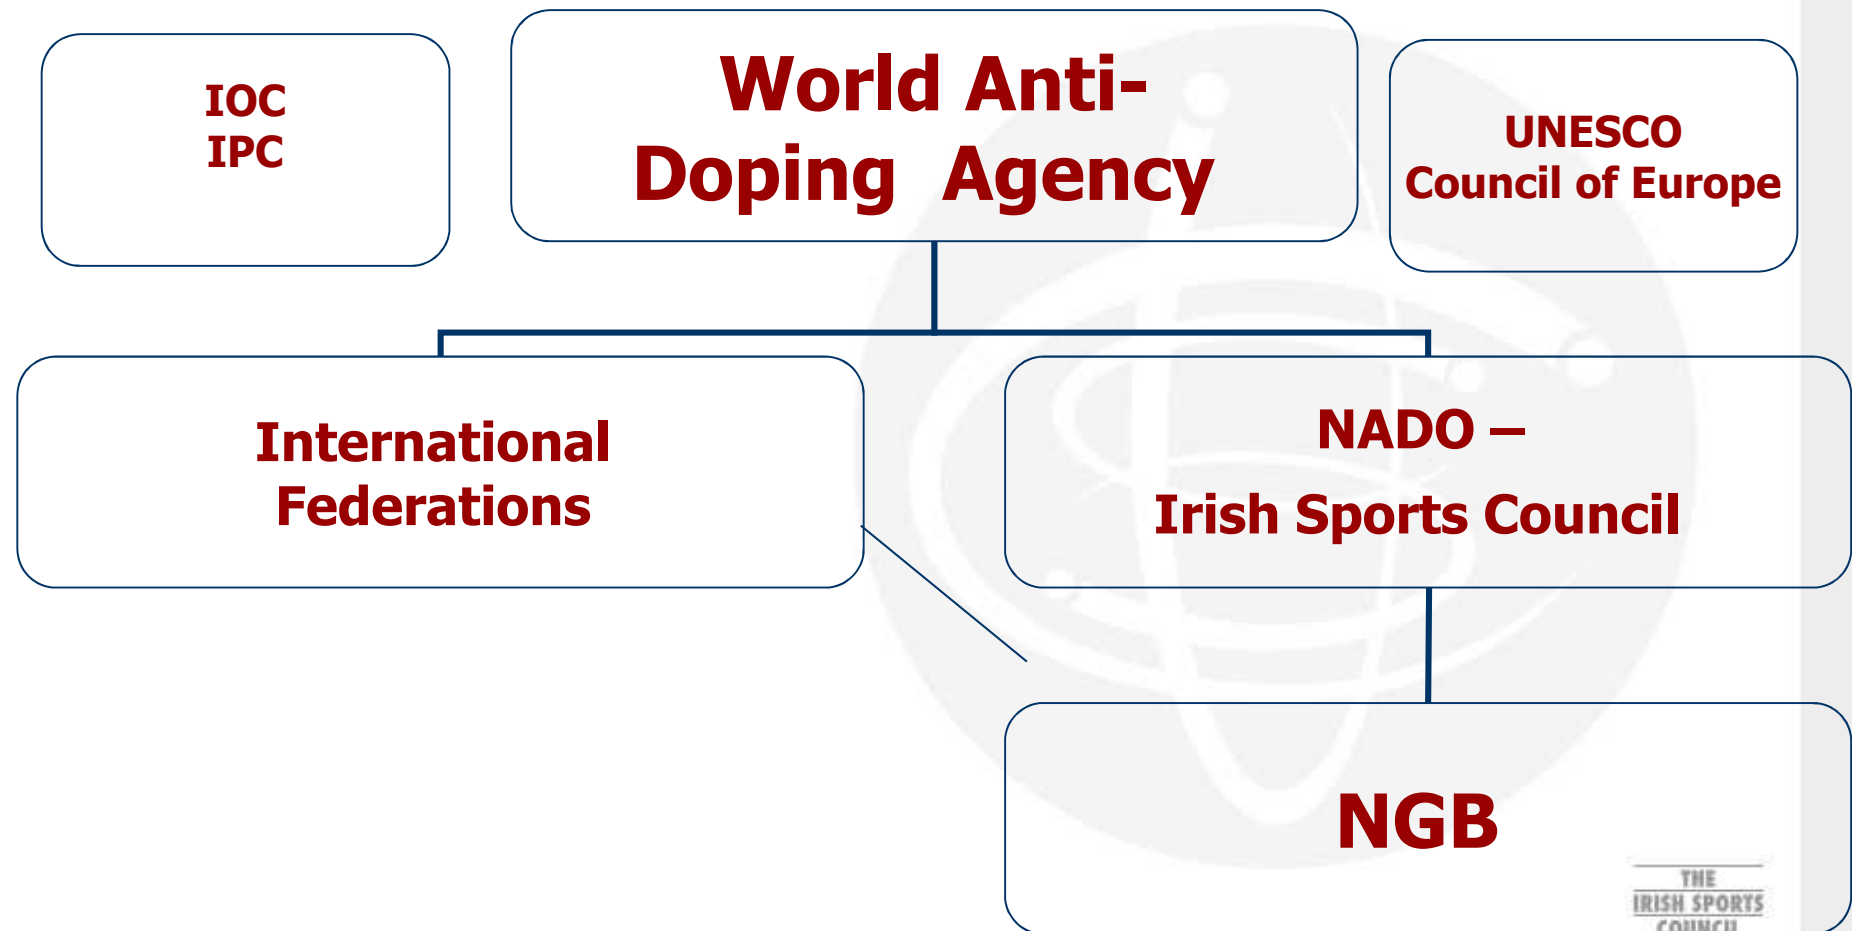 IOC
IPC
World Anti-
Doping Agency
UNESCO
Council of Europe
International
Federations
NADO –
Irish Sports Council
NGB
THE
IRISH SPORTS
COUNCIL